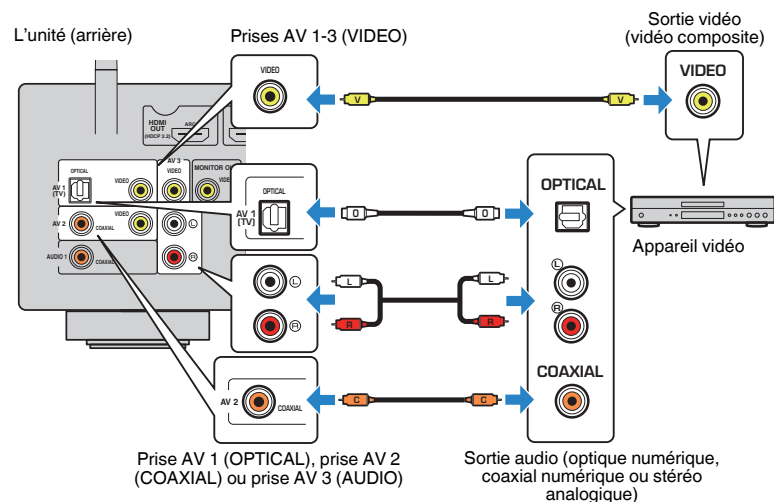 L'unité (arrière)
Prises AV 1-3 (VIDEO)
Sortie vidéo
(vidéo composite)
VIDEO
VIDEO
V
V
HDMI
OUT
(HDCP 2.2)
ARC
OPTICAL
AV 1
(TV)
VIDEO
AV 3
VIDEO
MONITOR OU
VIDE
AV 2
COAXIAL
VIDEO
L
AUDIO 1
COAXIAL
R
OPTICAL
AV 1
(TV)
O
O
OPTICAL
Appareil vidéo
L
R
L
R
L
R
L
R
COAXIAL
AV 2
COAXIAL
C
C
Prise AV 1 (OPTICAL), prise AV 2
(COAXIAL) ou prise AV 3 (AUDIO)
Sortie audio (optique numérique,
coaxial numérique ou stéréo
analogique)